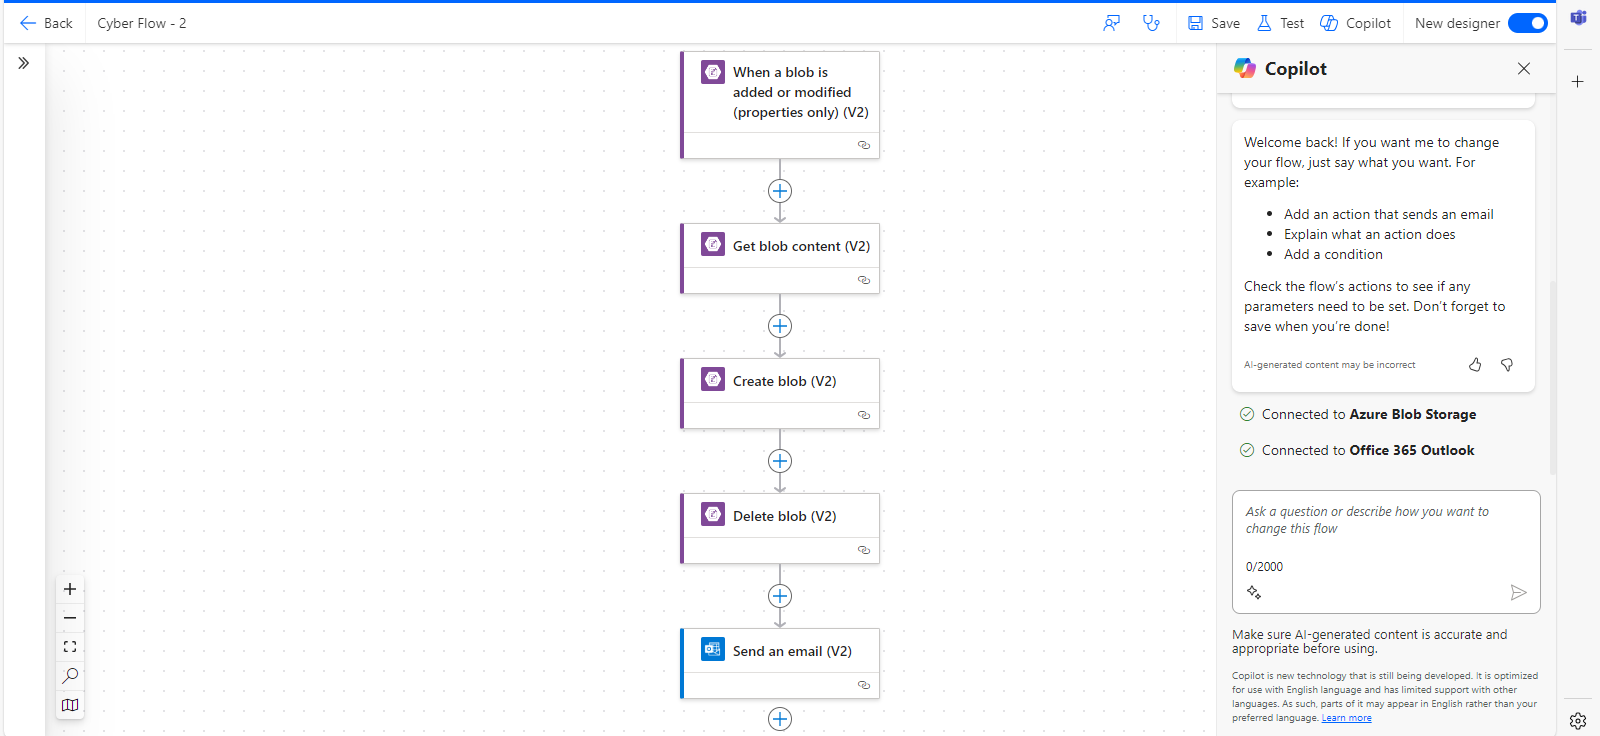 Back
Cyber Flow - 2
Save
Test
Copilot
New designer
When a blob is
added or modified
(properties only) (V2)
Get blob content (V2)
Create blob (V2)
Delete blob (V2)
Send an email (V2)
Copilot
Welcome back! If you want me to change
your flow, just say what you want. For
example:
• Add an action that sends an email
• Explain what an action does
• Add a condition
Check the flow's actions to see if any
parameters need to be set. Don't forget to
save when you're done!
AI-generated content may be incorrect
Connected to Azure Blob Storage
Connected to Office 365 Outlook
Ask a question or describe how you want to
change this flow
0/2000
Make sure AI-generated content is accurate and
appropriate before using.
Copilot is new technology that is still being developed. It is optimized
for use with English language and has limited support with other
languages. As such, parts of it may appear in English rather than your
preferred language. Learn more